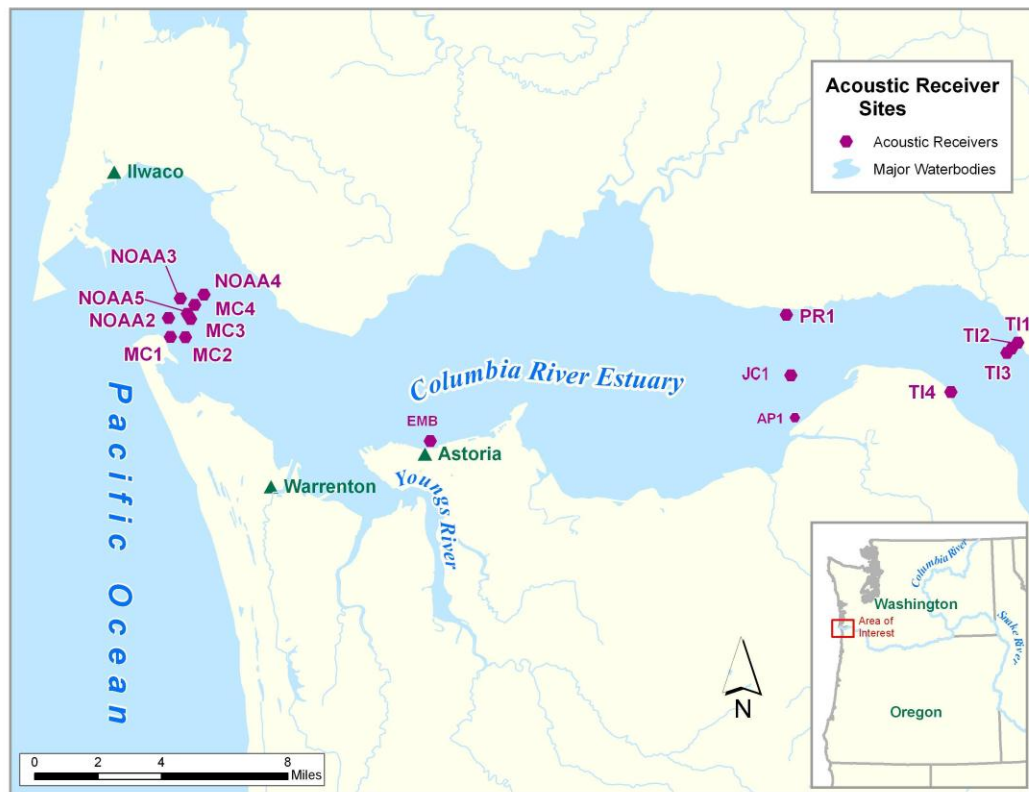 Acoustic Receiver
Sites
Acoustic Receivers
Major Waterbodies
Ilwaco
NOAA3
NOAA4
NOAA5
MC4
NOAA2
MC3
MC1
MC2
PR1
TI1
TI2
TI3
JC1
TI4
AP1
Columbia River Estuary
EMB
Astoria
Warrenton
Youngs
River
Pacific Ocean
Columbia River
Washington
Snake River
Area of
Interest
Oregon
N
0 2 4 8
Miles